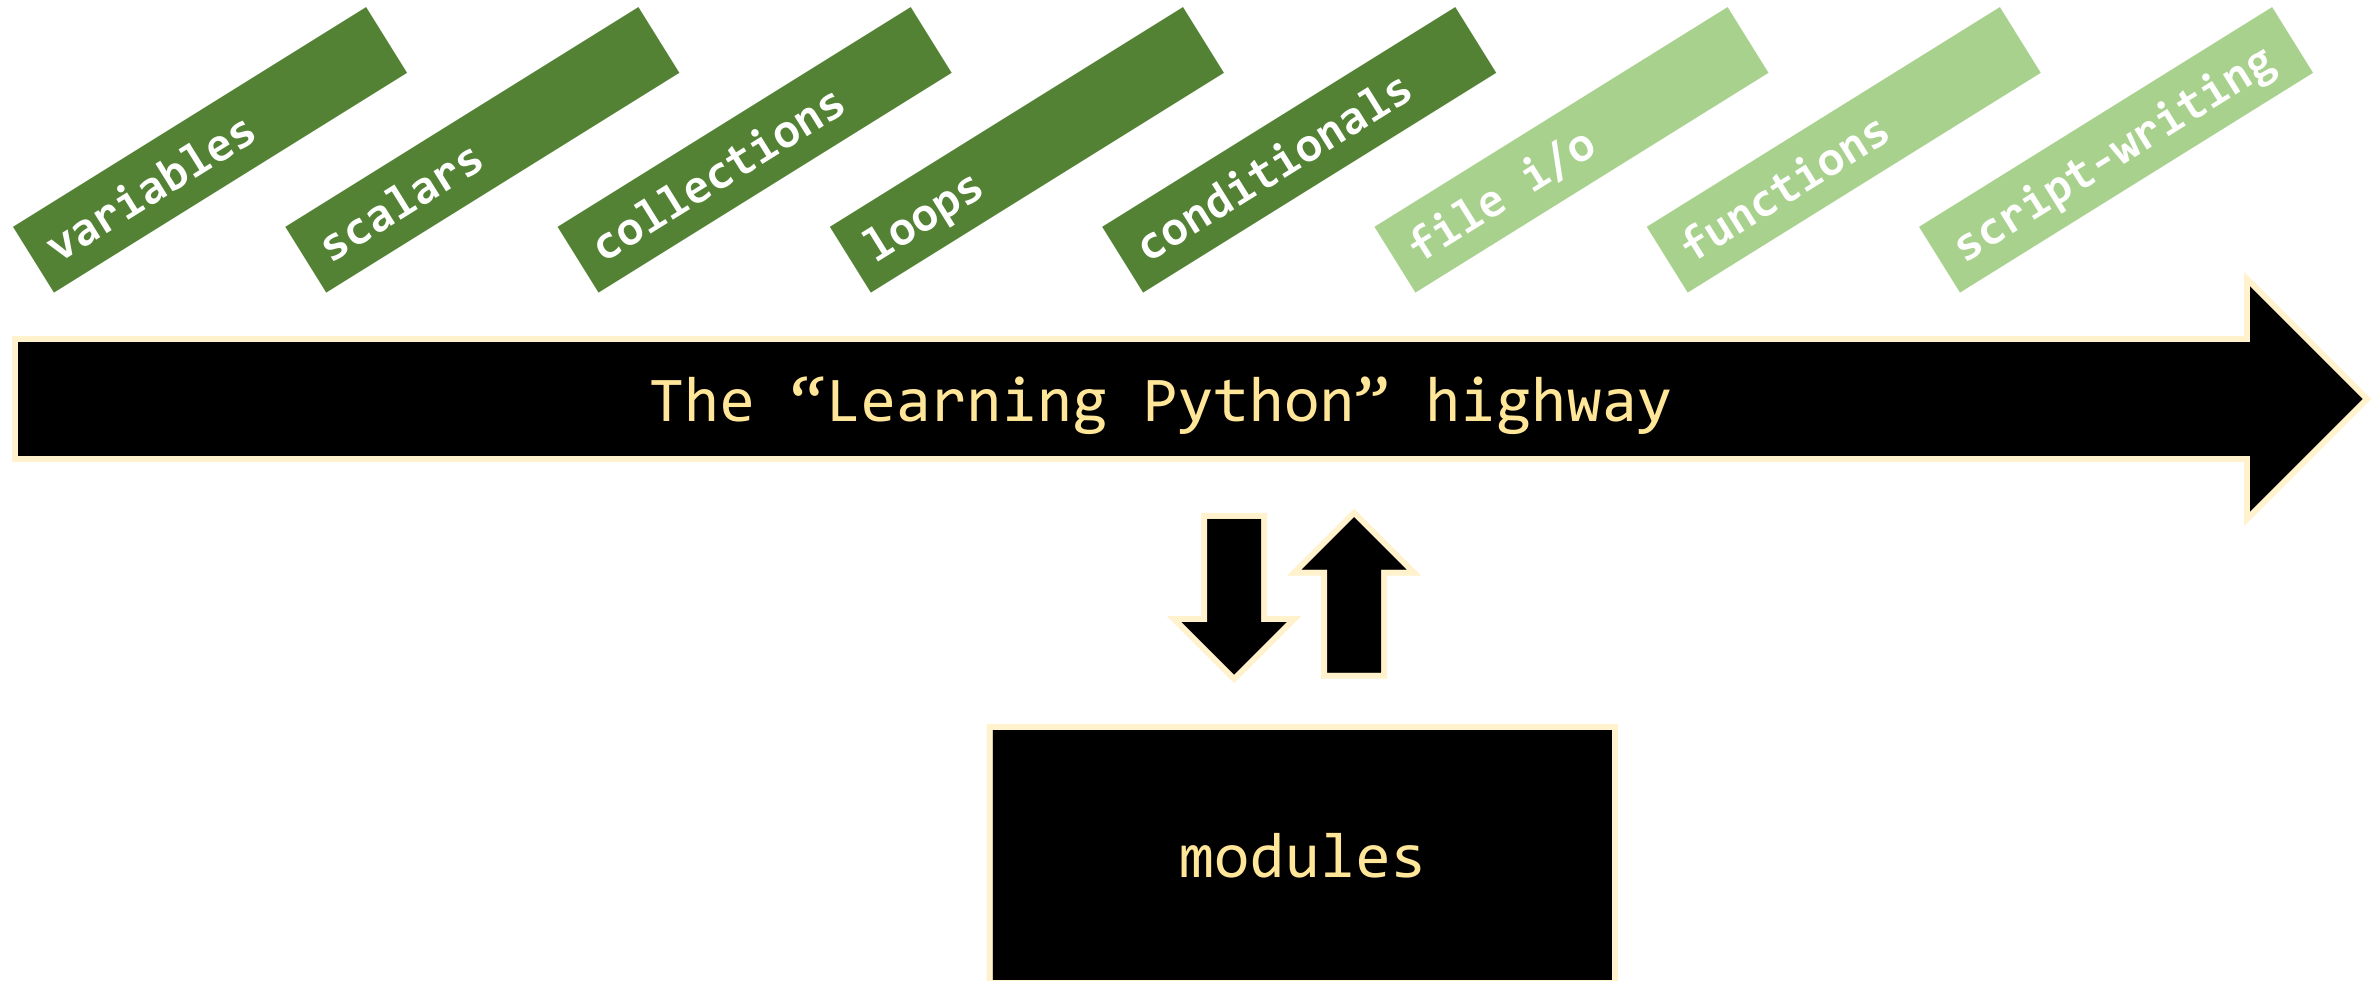 variables
scalars
collections
loops
conditionals
file i/o
functions
script-writing
The “Learning Python” highway
modules